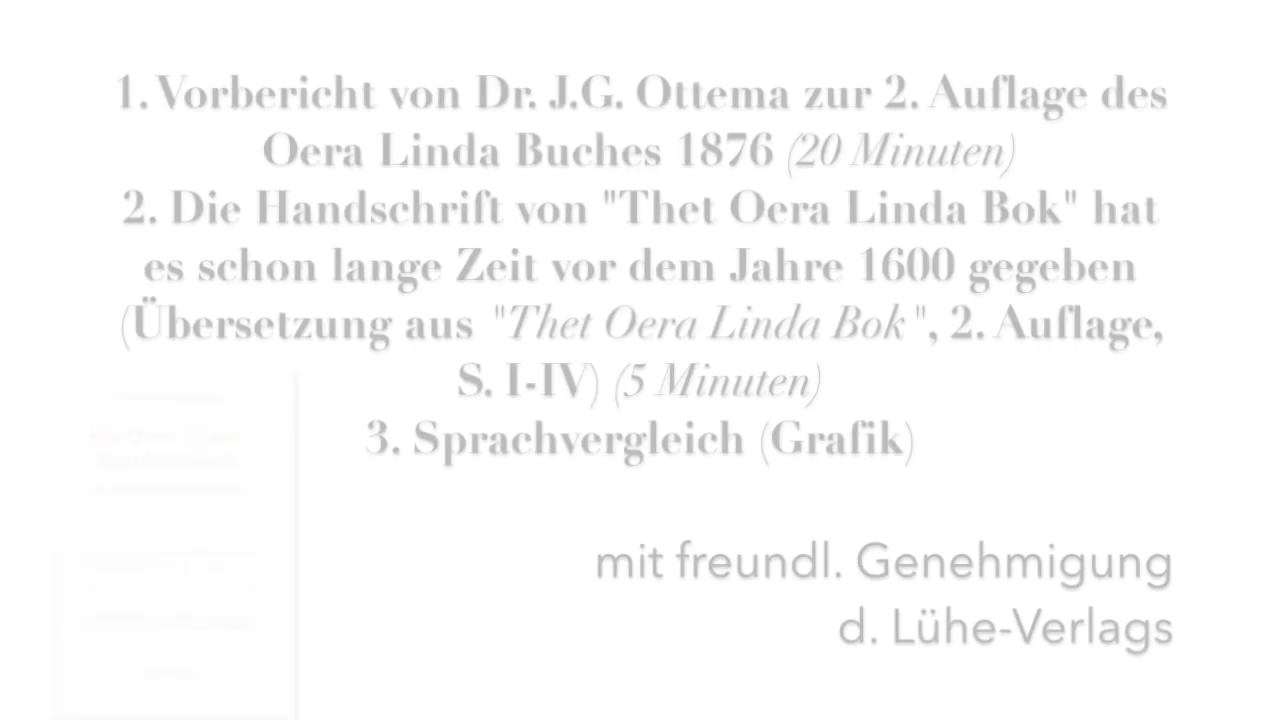 1. Vorbericht von Dr. J.G. Ottema zur 2. Auflage des
Oera Linda Buches 1876 (20 Minuten)
2. Die Handschrift von "Thet Oera Linda Bok" hat
es schon lange Zeit vor dem Jahre 1600 gegeben
(Übersetzung aus "Thet Oera Linda Bok", 2. Auflage,
S. I-IV) (5 Minuten)
3. Sprachvergleich (Grafik)
mit freundl. Genehmigung
d. Lühe-Verlags